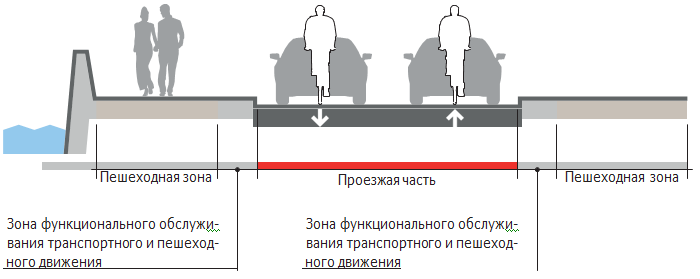 Пешеходная зона
Проезжая часть
Пешеходная зона
Зона функционального обслужи-
вания транспортного и пешеход-
ного движения
Зона функционального обслужи-
вания транспортного и пешеход-
ного движения